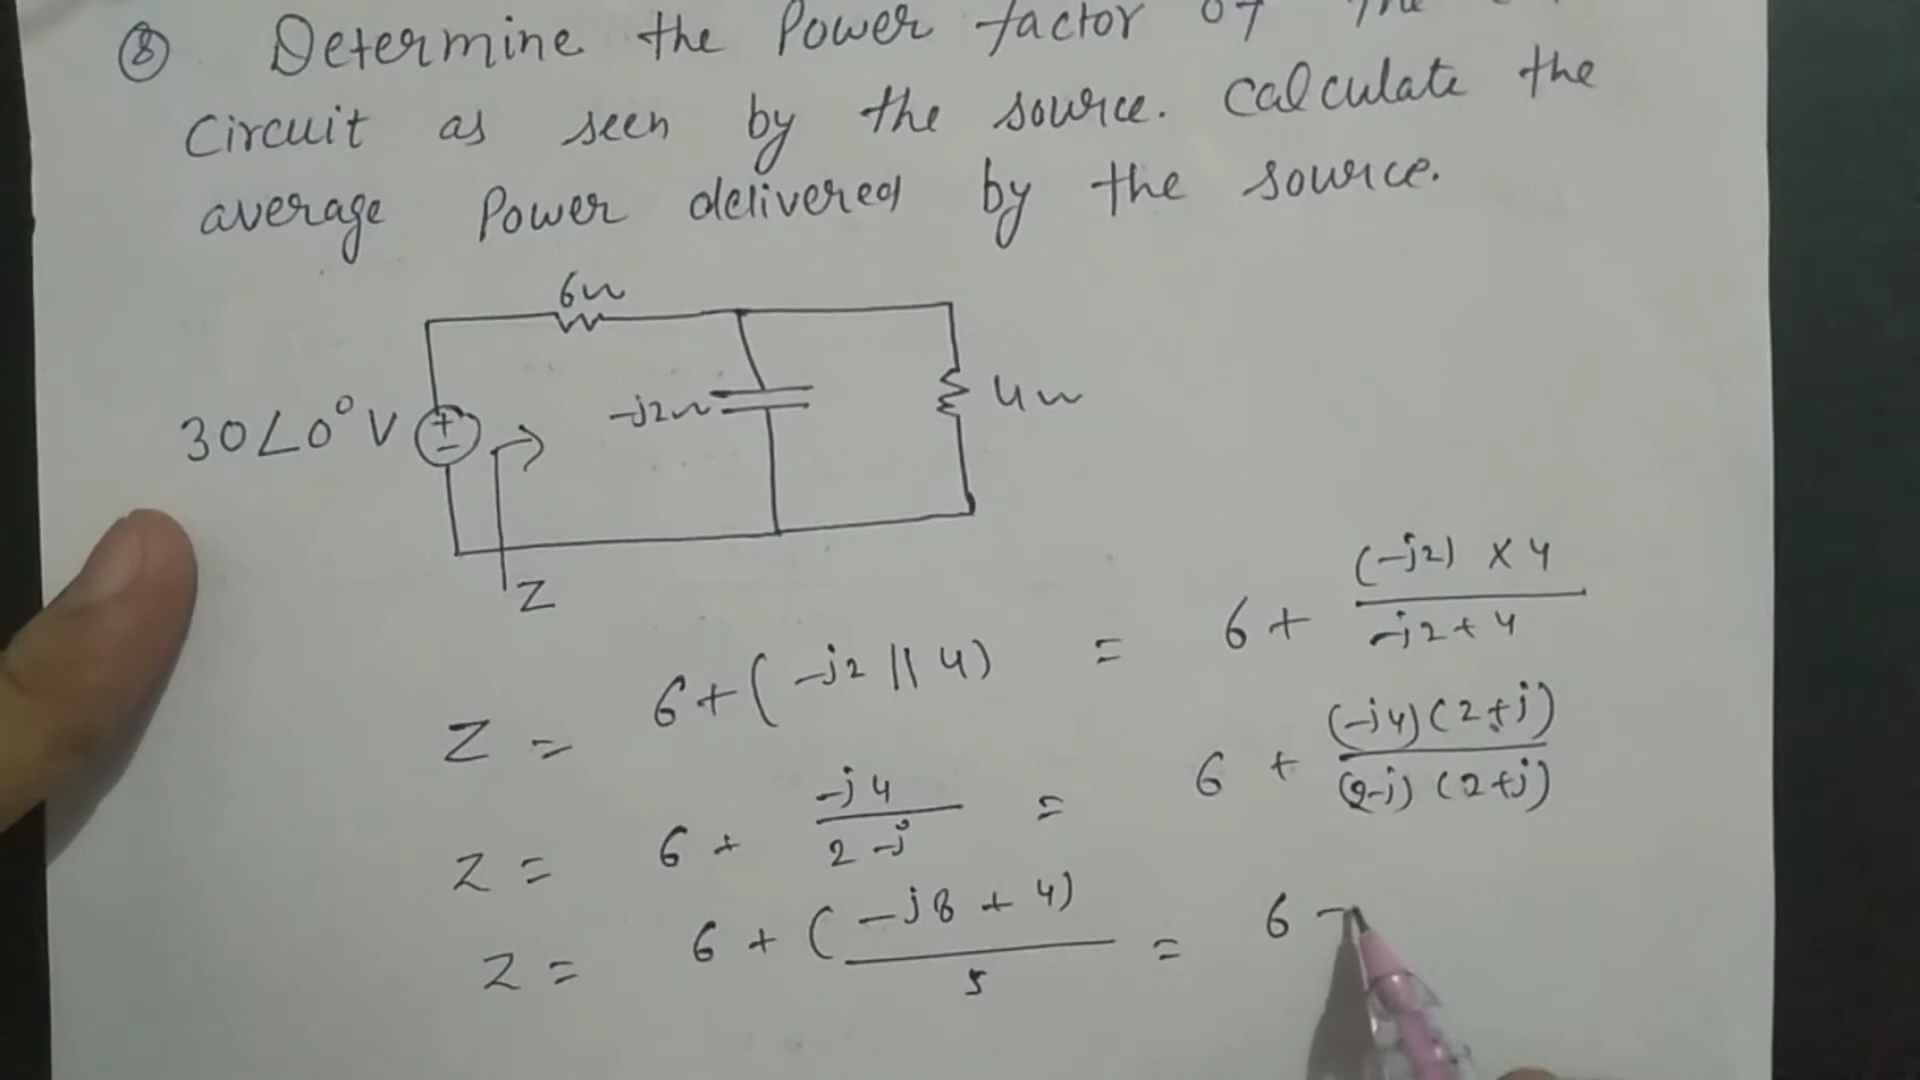 ⑧ Determine the Power factor of the
Circuit as seen by the source. Calculate the
average Power delivered by the source.
6Ω
30∠0° V
+
-
-j2Ω
4Ω
Z
Z = 6 + (-j2 || 4) = 6 + (-j2) × 4 / -j2 + 4
Z = 6 + -j4 / 2 - j = 6 + (-j4)(2+j) / (2-j)(2+j)
Z = 6 + (-j8 + 4) / 5 = 6